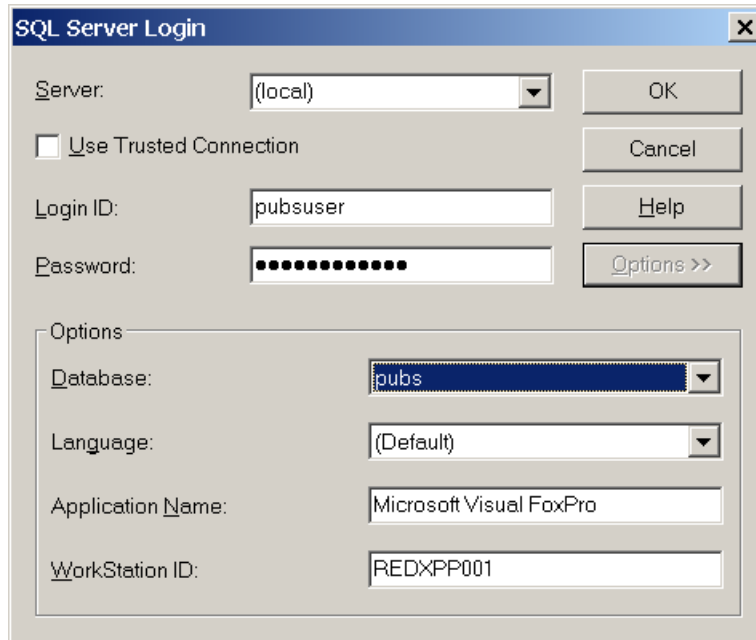 SQL Server Login
Server: (local) OK
Use Trusted Connection Cancel
Login ID: pubsuser Help
Password: ●●●●●●●●●●●● Options >>
Options
Database: pubs
Language: (Default)
Application Name: Microsoft Visual FoxPro
WorkStation ID: REDXPP001